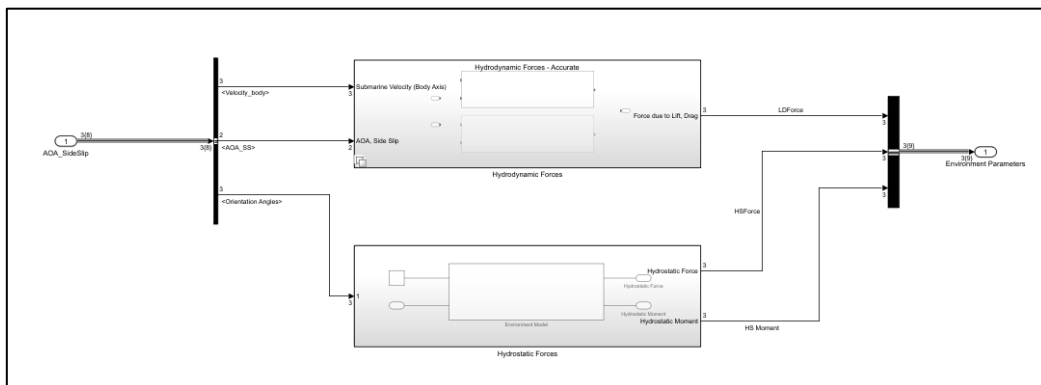 Hydrodynamic Forces - Accurate
3
<Velocity_body>
Submarine Velocity (Body Axis)
3
3
Force due to Lift, Drag
LDForce
3
1
3(8)
AOA_SideSlip
3(8)
2
<AOA_SS>
AOA, Side Slip
2
Hydrodynamic Forces
3
3(9)
3(9)
1
Environment Parameters
3
<Orientation Angles>
3
HSForce
Hydrostatic Force
3
Hydrostatic Force
1
3
Hydrostatic Moment
Hydrostatic Moment
3
HS Moment
Environment Model
Hydrostatic Forces